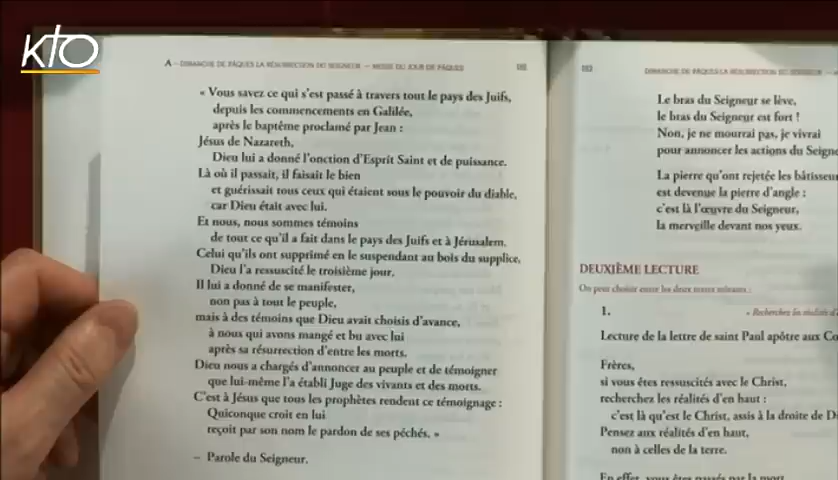 KTO
A – DIMANCHE DE PÂQUES LA RÉSURRECTION DU SEIGNEUR — MESSE DU JOUR DE PÂQUES
« Vous savez ce qui s'est passé à travers tout le pays des Juifs,
depuis les commencements en Galilée,
après le baptême proclamé par Jean :
Jésus de Nazareth,
Dieu lui a donné l'onction d'Esprit Saint et de puissance.
Là où il passait, il faisait le bien
et guérissait tous ceux qui étaient sous le pouvoir du diable,
car Dieu était avec lui.
Et nous, nous sommes témoins
de tout ce qu'il a fait dans le pays des Juifs et à Jérusalem.
Celui qu'ils ont supprimé en le suspendant au bois du supplice,
Dieu l'a ressuscité le troisième jour.
Il lui a donné de se manifester,
non pas à tout le peuple,
mais à des témoins que Dieu avait choisis d'avance,
à nous qui avons mangé et bu avec lui
après sa résurrection d'entre les morts.
Dieu nous a chargés d'annoncer au peuple et de témoigner
que lui-même l'a établi Juge des vivants et des morts.
C'est à Jésus que tous les prophètes rendent ce témoignage :
Quiconque croit en lui
reçoit par son nom le pardon de ses péchés. »
– Parole du Seigneur.
DIMANCHE DE PÂQUES LA RÉSURRECTION DU SEIGNEUR —
Le bras du Seigneur se lève,
le bras du Seigneur est fort !
Non, je ne mourrai pas, je vivrai
pour annoncer les actions du Seigne
La pierre qu'ont rejetée les bâtisseur
est devenue la pierre d'angle :
c'est là l'œuvre du Seigneur,
la merveille devant nos yeux.
DEUXIÈME LECTURE
On peut choisir entre les deux textes suivants :
1.
« Recherchez les réalités d'
Lecture de la lettre de saint Paul apôtre aux Co
Frères,
si vous êtes ressuscités avec le Christ,
recherchez les réalités d'en haut :
c'est là qu'est le Christ, assis à la droite de Di
Pensez aux réalités d'en haut,
non à celles de la terre.
En effet, vous êtes passés par la mort